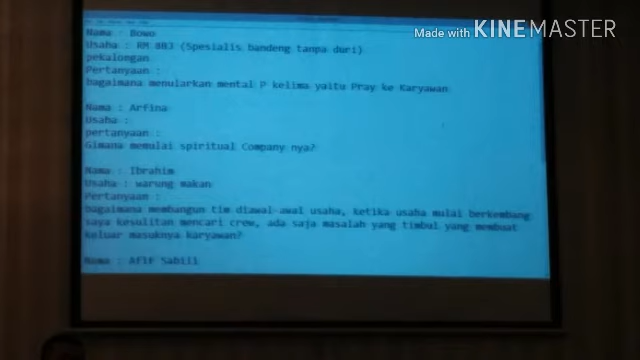 Made with KINEMASTER
Nama : Bowo
Usaha : RM BBJ (Spesialis bandeng tanpa duri)
pekalongan
Pertanyaan :
bagaimana menularkan mental P kelima yaitu Pray ke Karyawan
Nama : Arfina
Usaha :
pertanyaan :
Gimana memulai spiritual Company nya?
Nama : Ibrahim
Usaha : warung makan
Pertanyaan :
bagaimana membangun tim diawal-awal usaha, ketika usaha mulai berkembang
saya kesulitan mencari crew, ada saja masalah yang timbul yang membuat
keluar masuknya karyawan?
Nama : Afif Sabili